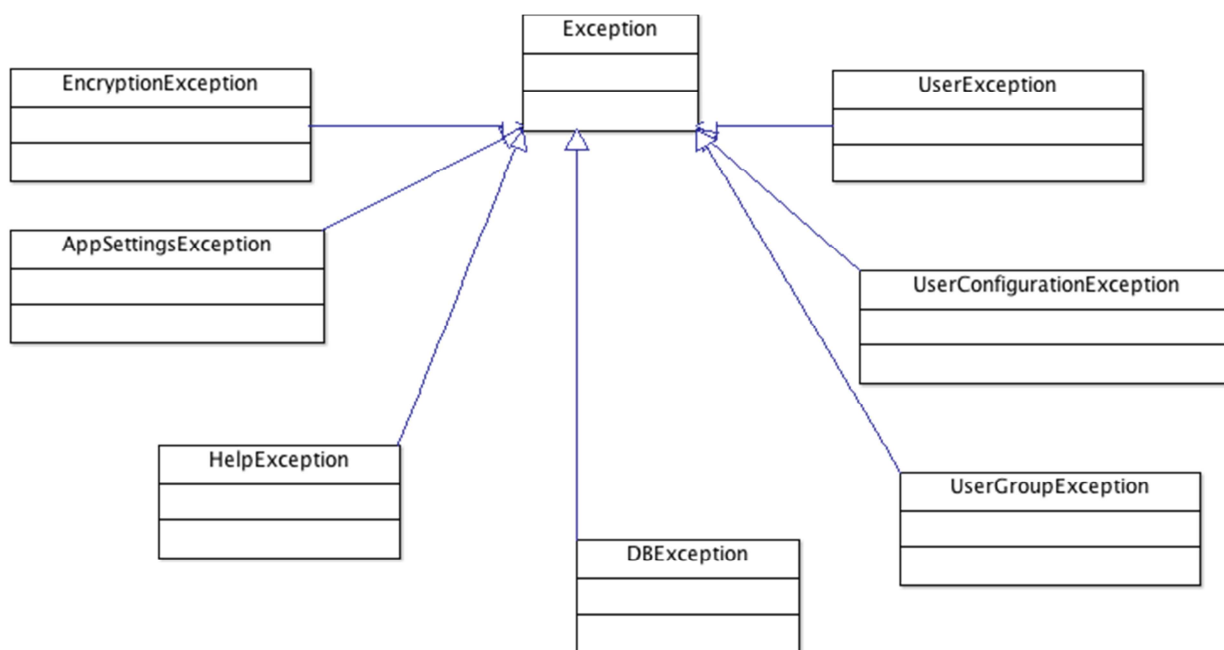 Exception
EncryptionException
UserException
AppSettingsException
UserConfigurationException
HelpException
UserGroupException
DBException